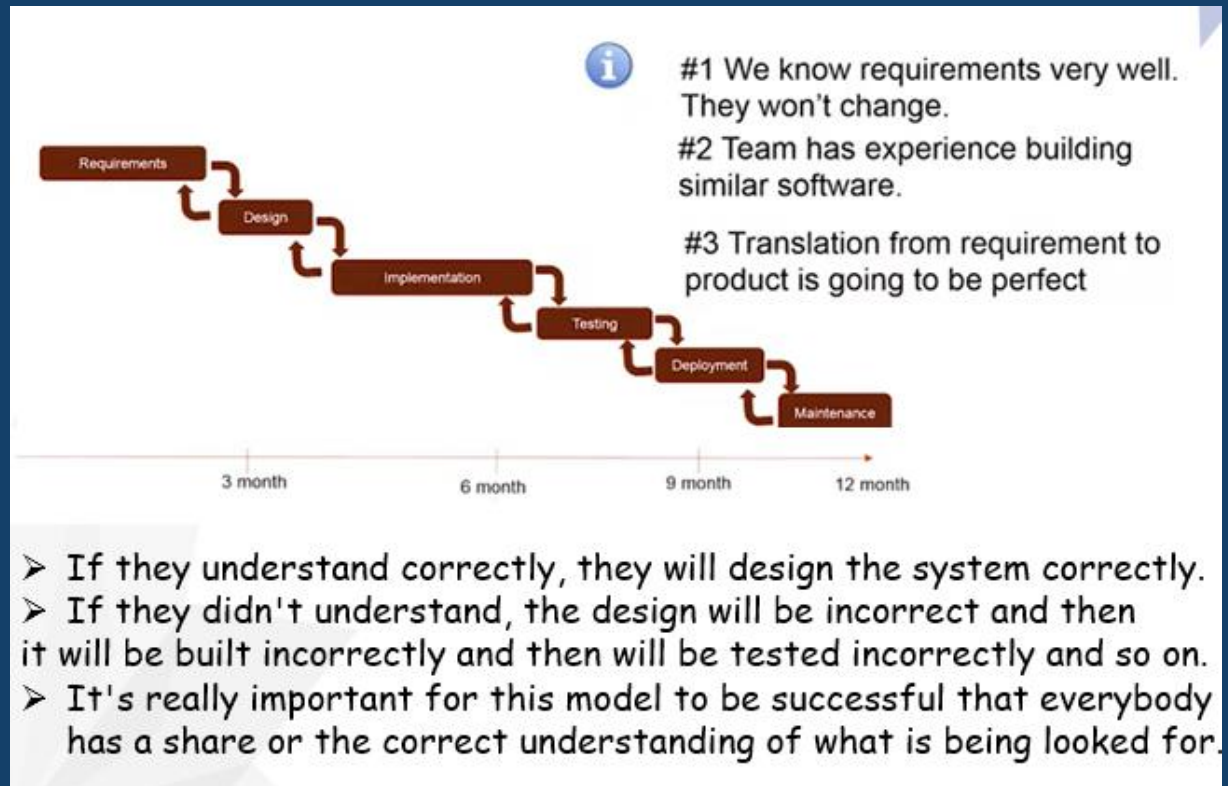 #1 We know requirements very well.
They won't change.
#2 Team has experience building
similar software.
#3 Translation from requirement to
product is going to be perfect
Requirements
Design
Implementation
Testing
Deployment
Maintenance
3 month
6 month
9 month
12 month
➢ If they understand correctly, they will design the system correctly.
➢ If they didn't understand, the design will be incorrect and then
it will be built incorrectly and then will be tested incorrectly and so on.
➢ It's really important for this model to be successful that everybody
has a share or the correct understanding of what is being looked for.